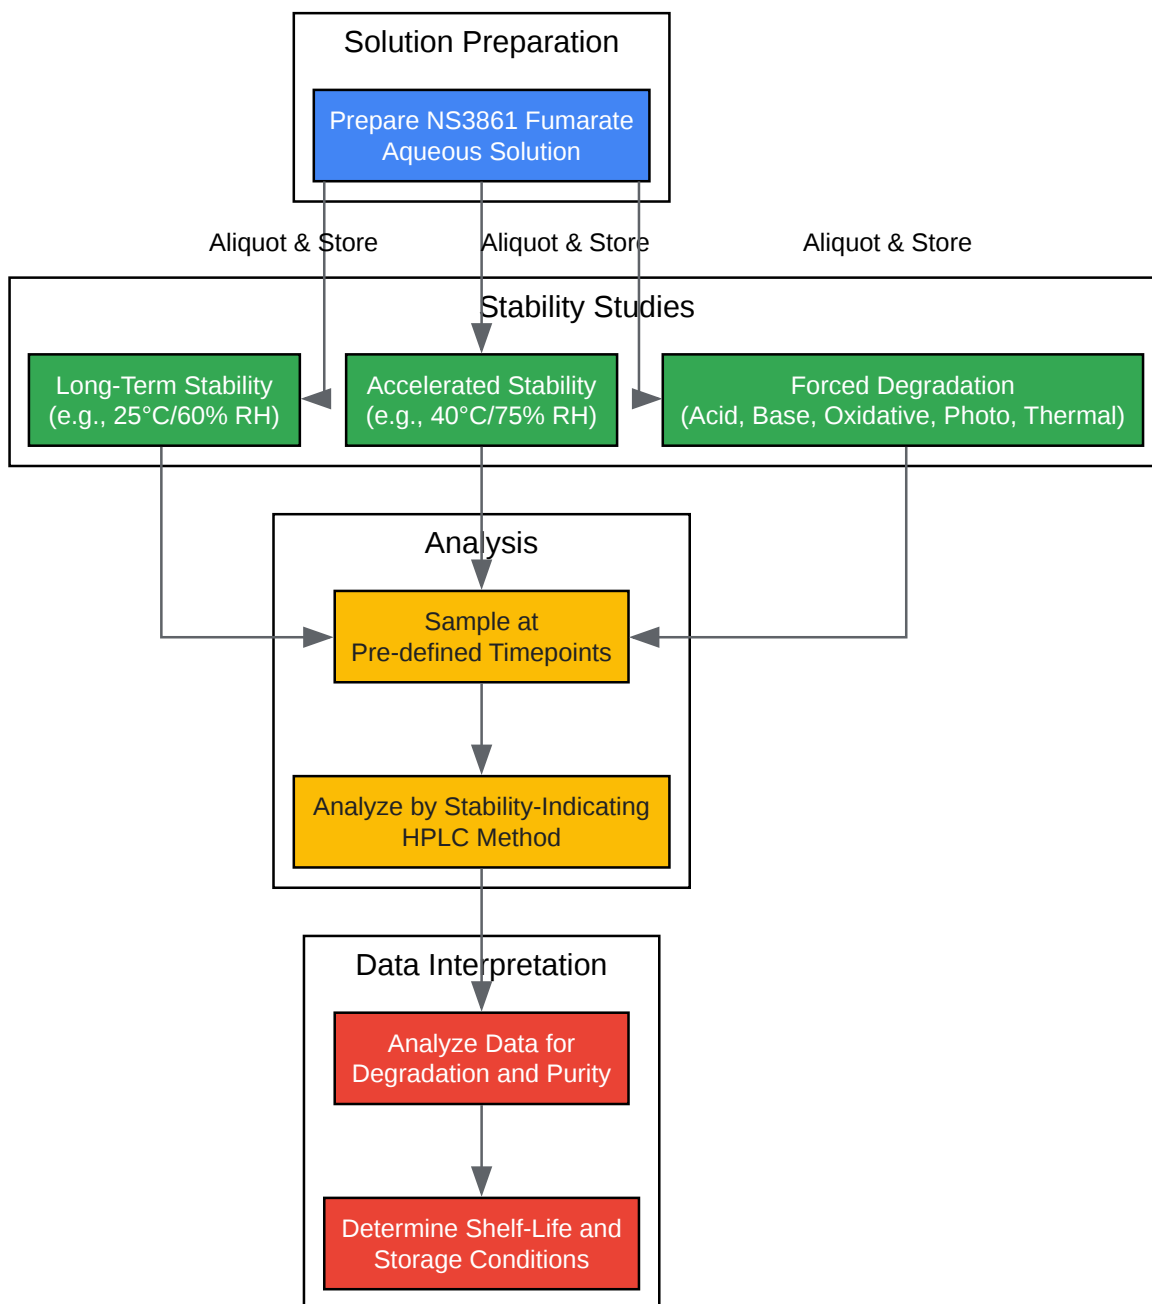 Solution Preparation
Prepare NS3861 Fumarate
Aqueous Solution
Aliquot & Store
Aliquot & Store
Aliquot & Store
Stability Studies
Long-Term Stability
(e.g., 25°C/60% RH)
Accelerated Stability
(e.g., 40°C/75% RH)
Forced Degradation
(Acid, Base, Oxidative, Photo, Thermal)
Analysis
Sample at
Pre-defined Timepoints
Analyze by Stability-Indicating
HPLC Method
Data Interpretation
Analyze Data for
Degradation and Purity
Determine Shelf-Life and
Storage Conditions